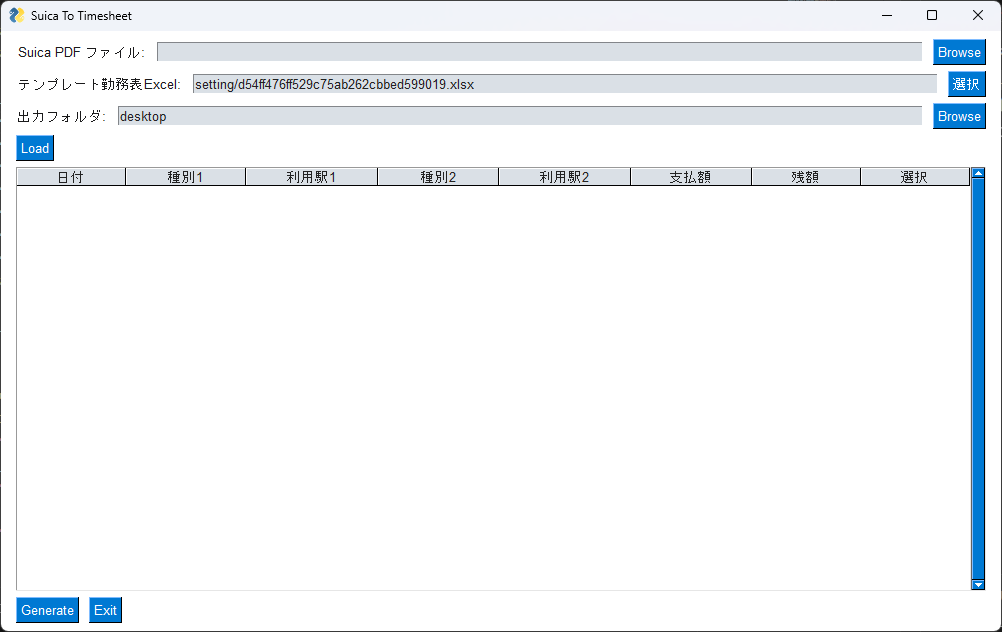 Suica To Timesheet
Suica PDF ファイル: Browse
テンプレート勤務表Excel: setting/d54ff476ff529c75ab262cbbed599019.xlsx 選択
出力フォルダ: desktop Browse
Load
日付 種別1 利用駅1 種別2 利用駅2 支払額 残額 選択
Generate Exit